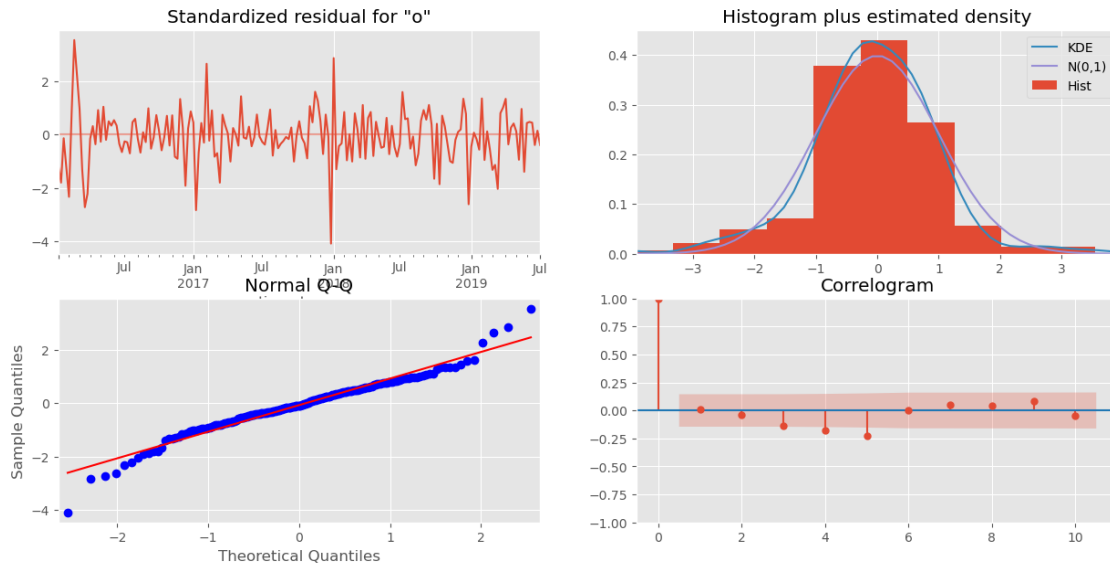 Standardized residual for "o"
2
0
−2
−4
Jul
Jan
2017
Jul
Jan
2018
Jul
Jan
2019
Jul
Histogram plus estimated density
KDE
N(0,1)
Hist
0.4
0.3
0.2
0.1
0.0
−3
−2
−1
0
1
2
3
Normal Q-Q
Sample Quantiles
2
0
−2
−4
−2
−1
0
1
2
Theoretical Quantiles
Correlogram
1.00
0.75
0.50
0.25
0.00
−0.25
−0.50
−0.75
−1.00
0
2
4
6
8
10